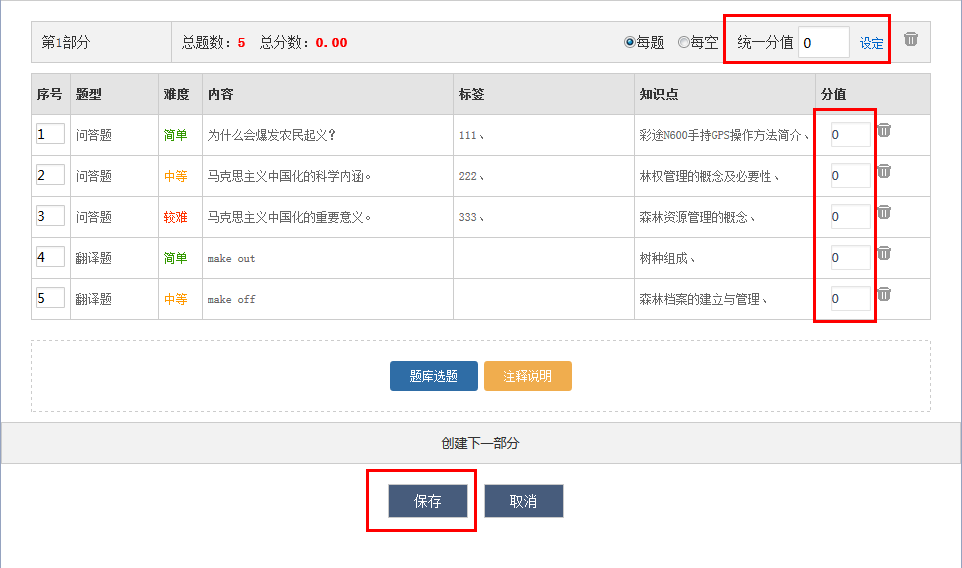 第1部分 总题数：5 总分数：0.00 每题 每空 统一分值 0 设定
序号 题型 难度 内容 标签 知识点 分值
1 问答题 简单 为什么会爆发农民起义？ 111、 彩途N600手持GPS操作方法简介、 0
2 问答题 中等 马克思主义中国化的科学内涵。 222、 林权管理的概念及必要性、 0
3 问答题 较难 马克思主义中国化的重要意义。 333、 森林资源管理的概念、 0
4 翻译题 简单 make out 树种组成、 0
5 翻译题 中等 make off 森林档案的建立与管理、 0
题库选题 注释说明
创建下一部分
保存 取消